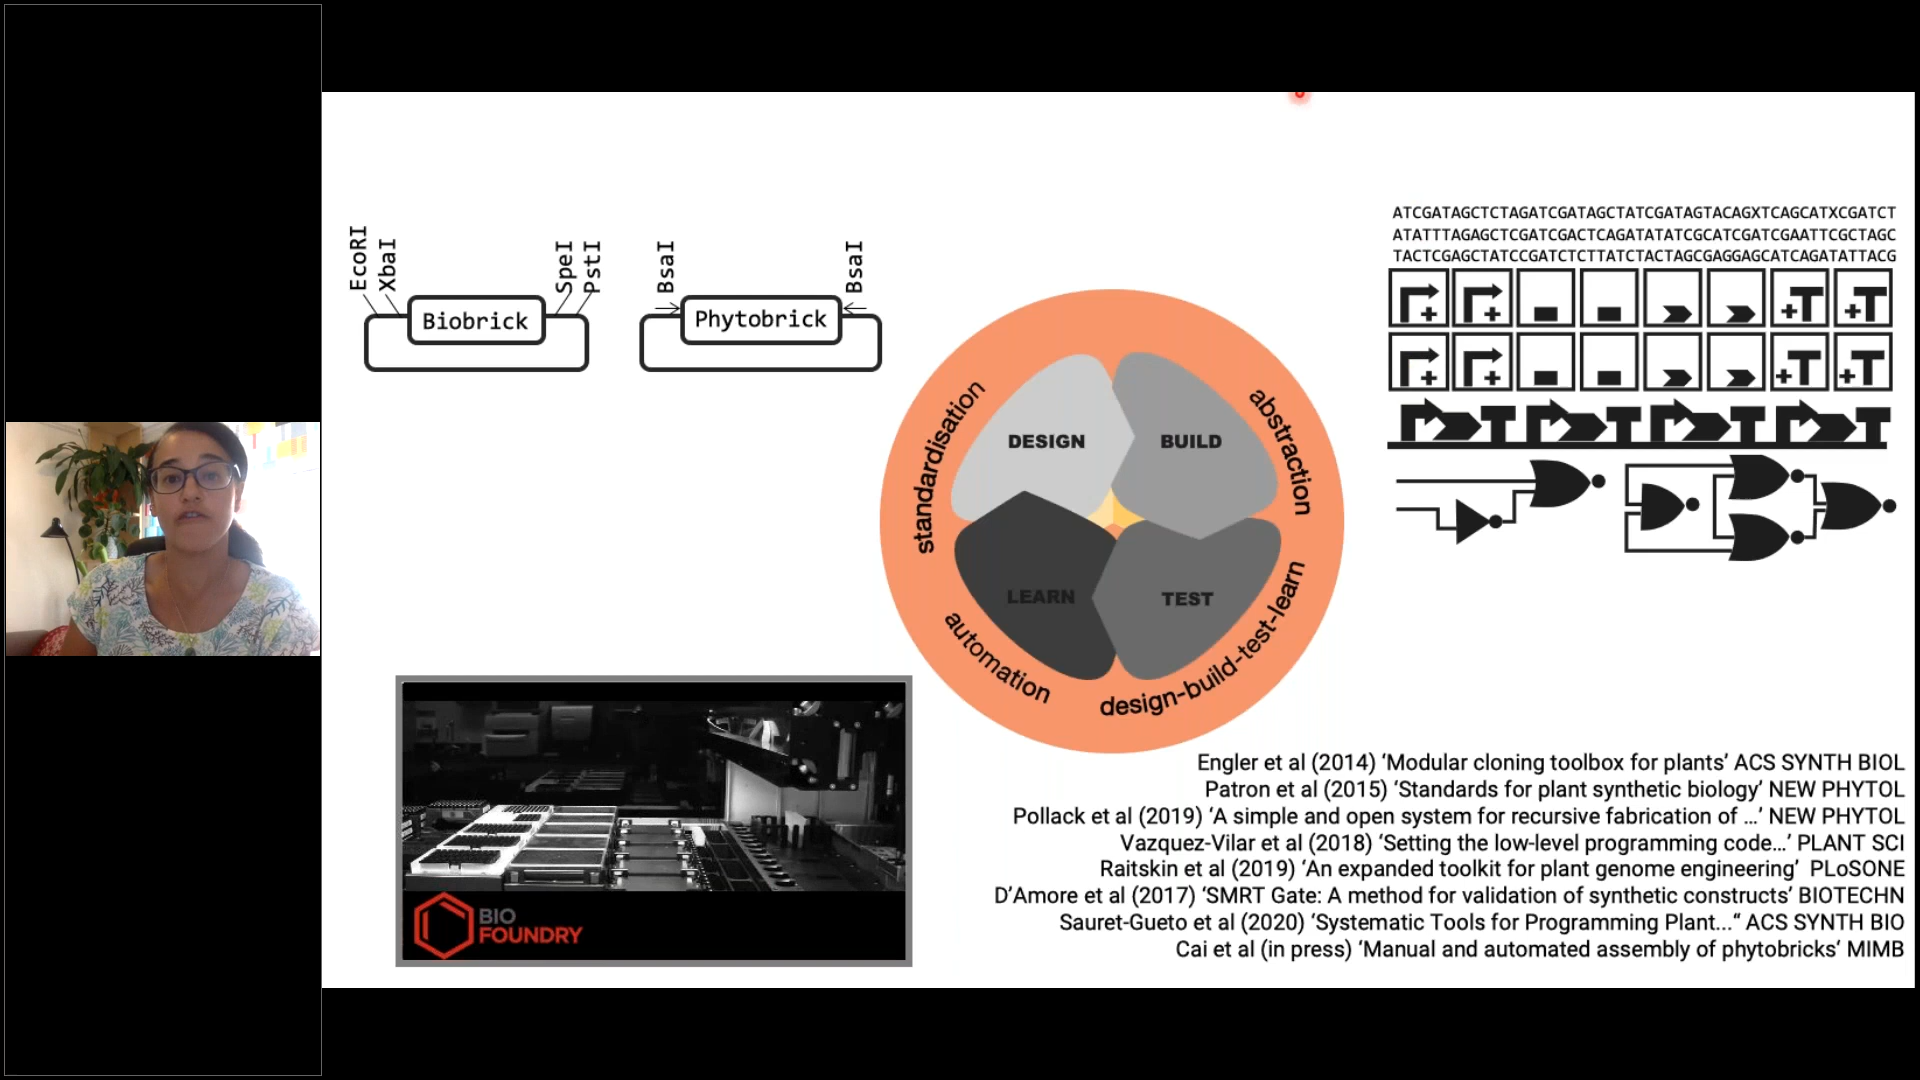 EcoRI
XbaI
SpeI
PstI
Biobrick
BsaI
BsaI
Phytobrick
ATCGATAGCTCTAGATCGATAGCTATCGATAGTACAGXTCAGCATXCGATCT
ATATTTAGAGCTCGATCGACTCAGATATATCGCATCGATCGAATTCGCTAGC
TACTCGAGCTATCCGATCTCTTATCTACTAGCGAGGAGCATCAGATATTACG
+
+
+T
+T
+
+
+T
+T
T
T
T
T
standardisation
abstraction
DESIGN
BUILD
LEARN
TEST
automation
design-build-test-learn
BIO
FOUNDRY
Engler et al (2014) ‘Modular cloning toolbox for plants’ ACS SYNTH BIOL
Patron et al (2015) ‘Standards for plant synthetic biology’ NEW PHYTOL
Pollack et al (2019) ‘A simple and open system for recursive fabrication of ...’ NEW PHYTOL
Vazquez-Vilar et al (2018) ‘Setting the low-level programming code...’ PLANT SCI
Raitskin et al (2019) ‘An expanded toolkit for plant genome engineering’ PLoSONE
D’Amore et al (2017) ‘SMRT Gate: A method for validation of synthetic constructs’ BIOTECHN
Sauret-Gueto et al (2020) ‘Systematic Tools for Programming Plant...“ ACS SYNTH BIO
Cai et al (in press) ‘Manual and automated assembly of phytobricks‘ MIMB